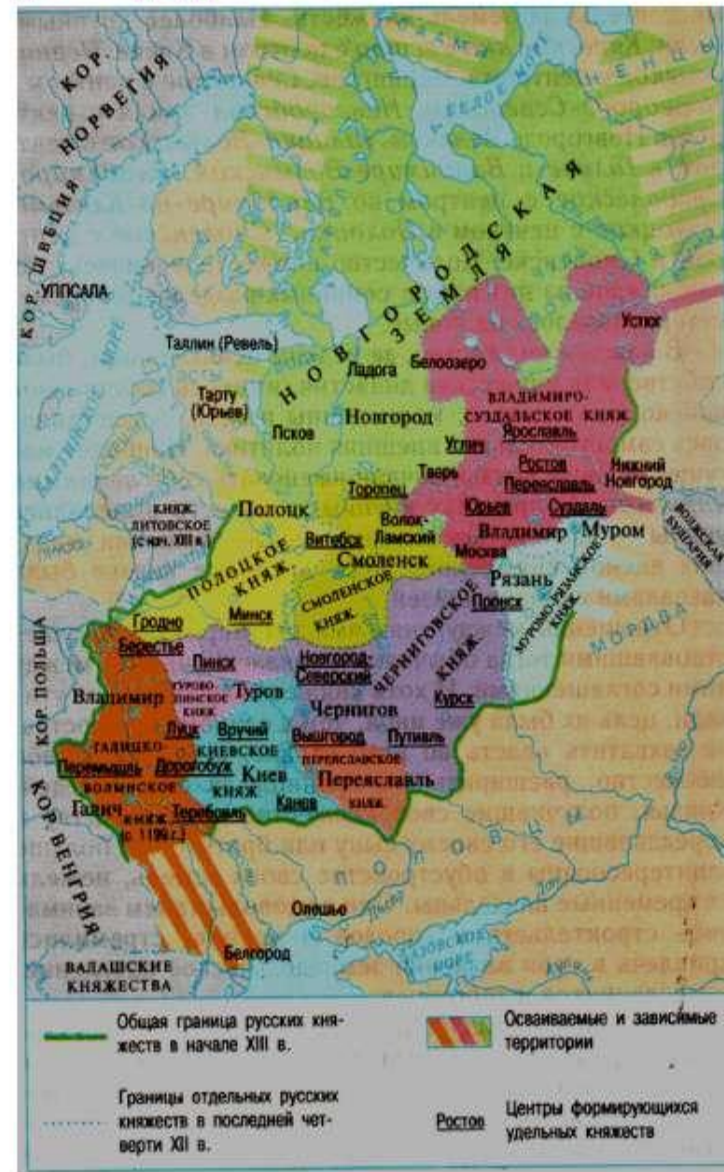 КОР. НОРВЕГИЯ
КОР. ШВЕЦИЯ
УППСАЛА
БЕЛОЕ МОРЕ
НЕНЦЫ
НОВГОРОДСКАЯ
ЗЕМЛЯ
Таллин (Ревель)
Ладога
Белоозеро
Устюг
Тарту
(Юрьев)
Псков
Новгород
ВЛАДИМИРО-
СУЗДАЛЬСКОЕ КНЯЖ.
Углич
Ярославль
Ростов
Тверь
Переяславль
Нижний
Новгород
Торопец
Юрьев
Суздаль
КНЯЖ.
ЛИТОВСКОЕ
(с нач. XIII в.)
Полоцк
Волок-
Ламский
Владимир
Муром
ВОЛЖСКАЯ
БУЛГАРИЯ
Витебск
Москва
ПОЛОЦКОЕ
КНЯЖ.
Смоленск
Рязань
СМОЛЕНСКОЕ
КНЯЖ.
Пронск
МУРОМО-РЯЗАНСКОЕ
КНЯЖ.
МОРДВА
Гродно
Минск
ЧЕРНИГОВСКОЕ
КНЯЖ.
Берестье
Пинск
Новгород-
Северский
КОР. ПОЛЬША
Владимир
ТУРОВО-
ПИНСКОЕ
КНЯЖ
Туров
Чернигов
Курск
Луцк
Вручий
Вышгород
Путивль
ГАЛИЦКО-
ВОЛЫНСКОЕ
КНЯЖ
(с. 1199 г.)
КИЕВСКОЕ
КНЯЖ
ПЕРЕЯСЛАВСКОЕ
КНЯЖ.
Перемышль
Дорогобуж
Киев
Переяславль
Галич
Теребовль
Канев
КОР. ВЕНГРИЯ
ПОЛОВЦЫ
Олешье
Белгород
АЗОВСКОЕ
МОРЕ
ВАЛАШСКИЕ
КНЯЖЕСТВА
Общая граница русских кня-
жеств в начале XIII в.
Осваиваемые и зависимые
территории
Границы отдельных русских
княжеств в последней чет-
верти XII в.
Ростов
Центры формирующихся
удельных княжеств